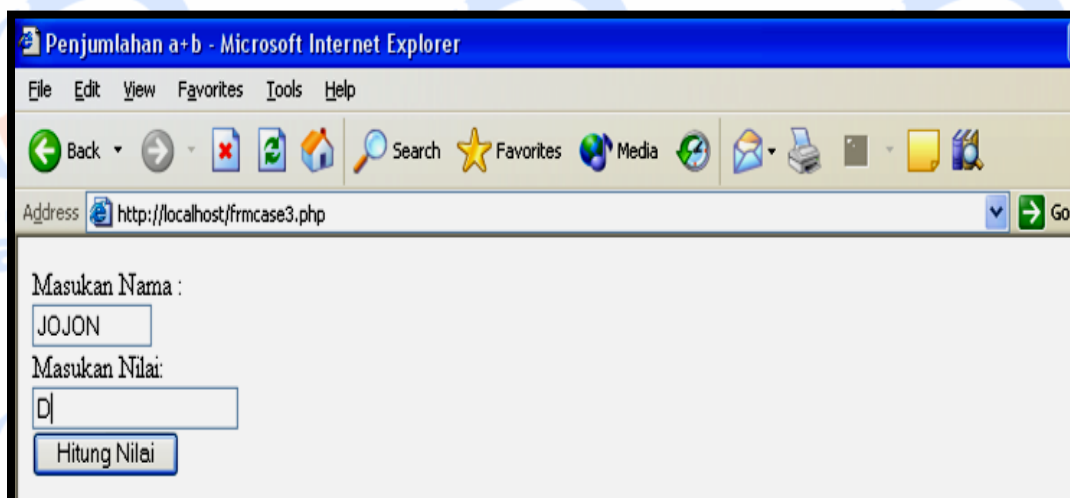 Penjumlahan a+b - Microsoft Internet Explorer
File Edit View Favorites Tools Help
Back Search Favorites Media
Address http://localhost/frmcase3.php Go
Masukan Nama :
JOJON
Masukan Nilai:
D
Hitung Nilai